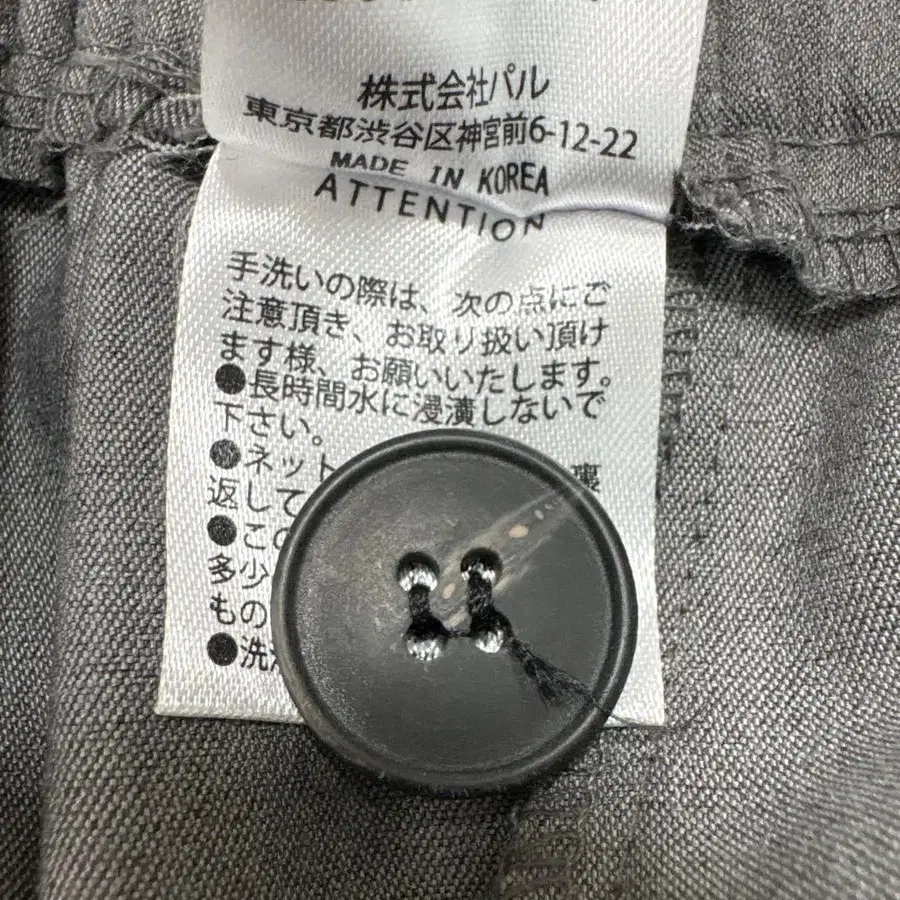 株式会社パル
東京都渋谷区神宮前6-12-22
MADE IN KOREA
ATTENTION
手洗いの際は、次の点にご
注意頂き、お取り扱い頂け
ます様、お願いいたします。
●長時間水に浸漬しないで
下さい。
●ネット 裏
返して
●こ
多少
もの
●洗